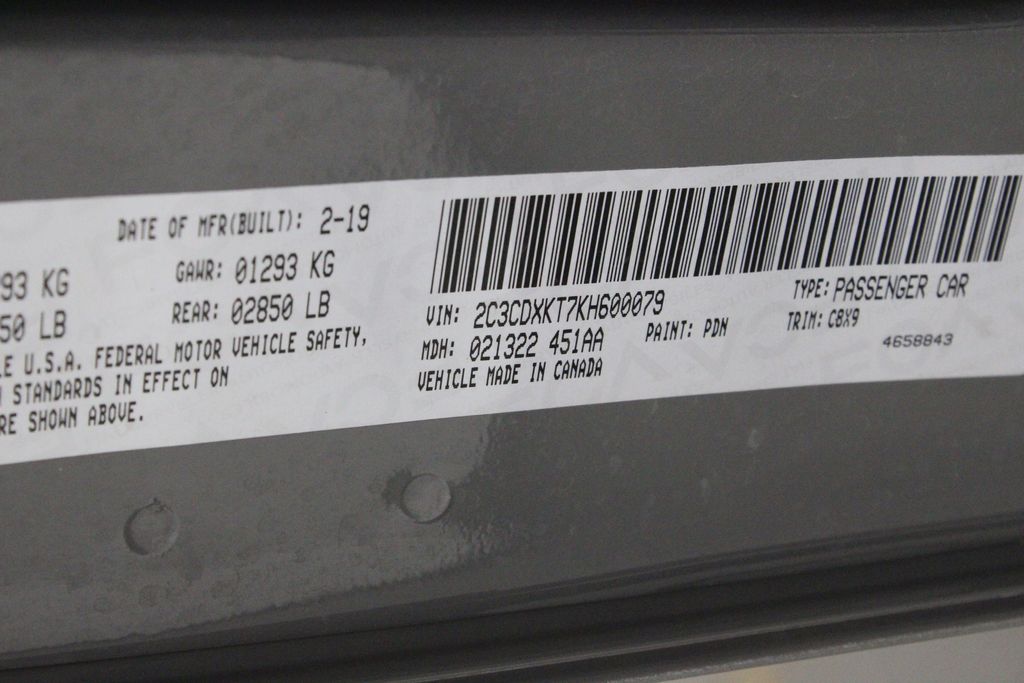 DATE OF MFR(BUILT): 2-19
93 KG GAWR: 01293 KG
50 LB REAR: 02850 LB
LE U.S.A. FEDERAL MOTOR VEHICLE SAFETY,
STANDARDS IN EFFECT ON
RE SHOWN ABOVE.
VIN: 2C3CDXKT7KH600079 TYPE: PASSENGER CAR
MDH: 021322 451AA PAINT: PDN TRIM: C8X9
VEHICLE MADE IN CANADA 4658843